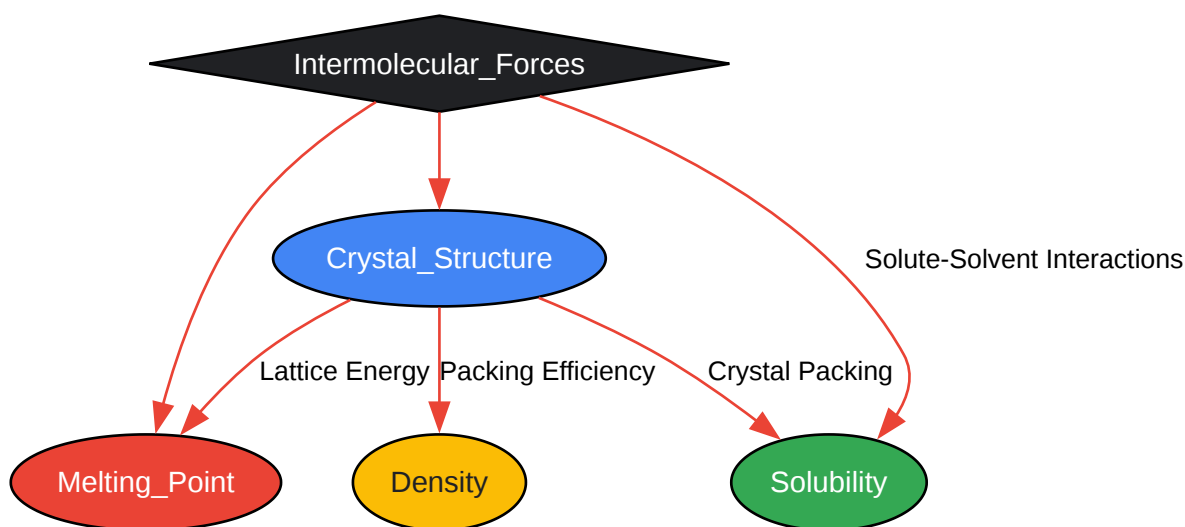 Intermolecular_Forces
Crystal_Structure
Solute-Solvent Interactions
Lattice Energy
Packing Efficiency
Crystal Packing
Melting_Point
Density
Solubility